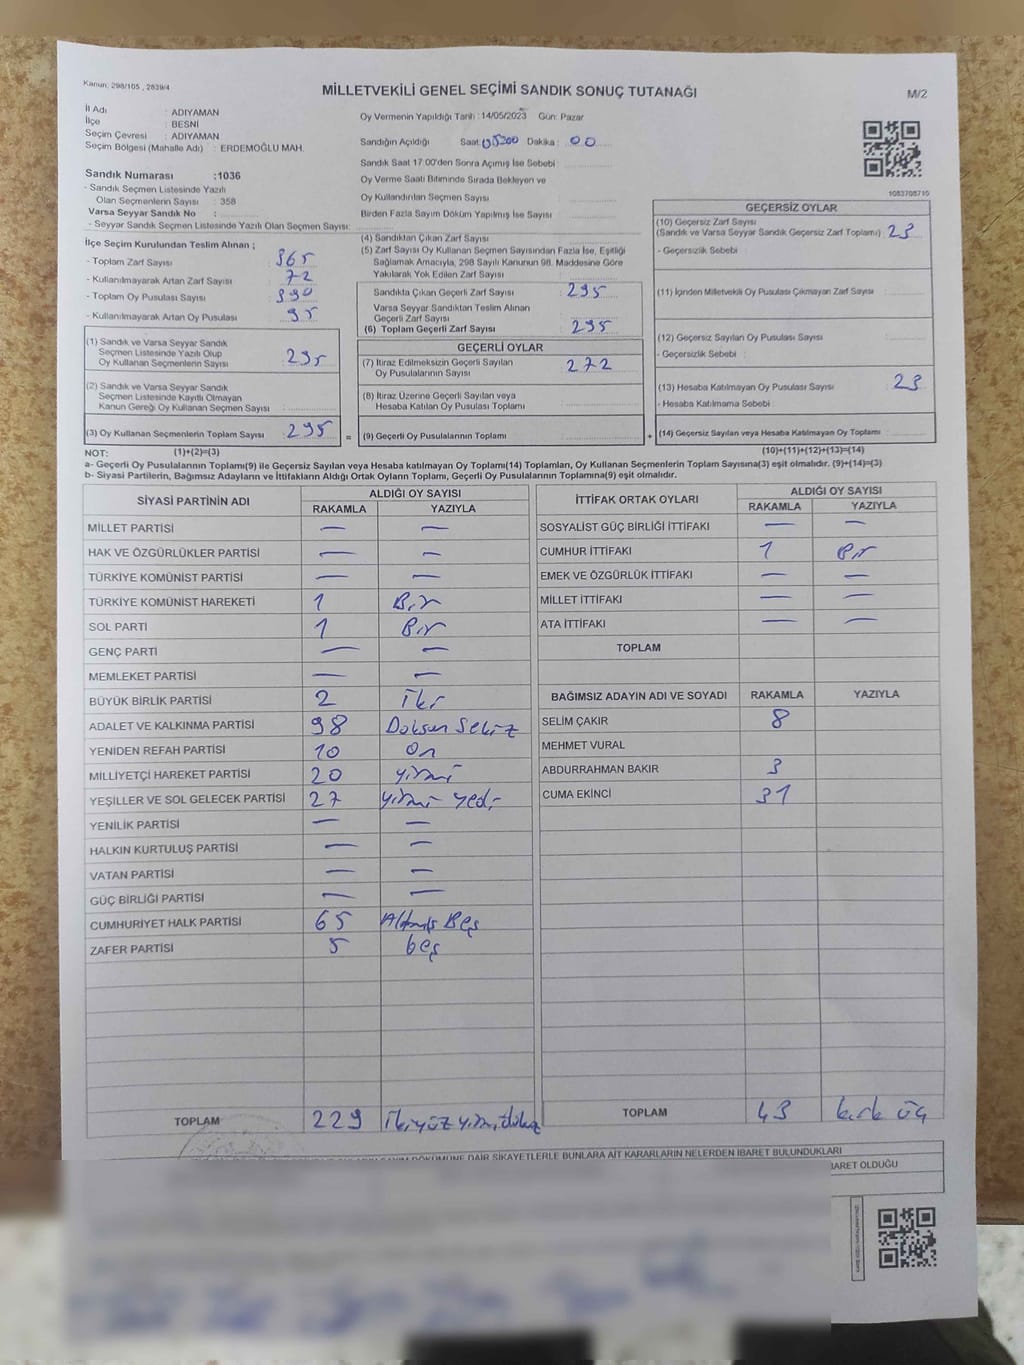 Kanun: 298/105 , 2839/4
MİLLETVEKİLİ GENEL SEÇİMİ SANDIK SONUÇ TUTANAĞI
M/2
İl Adı : ADIYAMAN
İlçe : BESNİ
Seçim Çevresi : ADIYAMAN
Seçim Bölgesi (Mahalle Adı) : ERDEMOĞLU MAH.
Sandık Numarası :1036
- Sandık Seçmen Listesinde Yazılı
Olan Seçmenlerin Sayısı : 358
Varsa Seyyar Sandık No :
- Seyyar Sandık Seçmen Listesinde Yazılı Olan Seçmen Sayısı:
Oy Vermenin Yapıldığı Tarih : 14/05/2023 Gün: Pazar
Sandığın Açıldığı Saat: Dakika : 00
Sandık Saat 17:00'den Sonra Açımış İse Sebebi :
Oy Verme Saati Bitiminde Sırada Bekleyen ve
Oy Kullandırılan Seçmen Sayısı :
Birden Fazla Sayım Döküm Yapılmış İse Sayısı :
1083708710
İlçe Seçim Kurulundan Teslim Alınan ;
- Toplam Zarf Sayısı : 365
- Kullanılmayarak Artan Zarf Sayısı : 72
- Toplam Oy Pusulası Sayısı : 390
- Kullanılmayarak Artan Oy Pusulası : 95
(1) Sandık ve Varsa Seyyar Sandık
Seçmen Listesinde Yazılı Olup
Oy Kullanan Seçmenlerin Sayısı : 295
(2) Sandık ve Varsa Seyyar Sandık
Seçmen Listesinde Kayıtlı Olmayan
Kanun Gereği Oy Kullanan Seçmen Sayısı :
(3) Oy Kullanan Seçmenlerin Toplam Sayısı : 295
(4) Sandıktan Çıkan Zarf Sayısı :
(5) Zarf Sayısı Oy Kullanan Seçmen Sayısından Fazla İse, Eşitliği
Sağlamak Amacıyla, 298 Sayılı Kanunun 98. Maddesine Göre
Yakılarak Yok Edilen Zarf Sayısı :
Sandıkta Çıkan Geçerli Zarf Sayısı : 295
Varsa Seyyar Sandıktan Teslim Alınan
Geçerli Zarf Sayısı :
(6) Toplam Geçerli Zarf Sayısı : 295
GEÇERLİ OYLAR
(7) İtiraz Edilmeksizin Geçerli Sayılan
Oy Pusulalarının Sayısı : 272
(8) İtiraz Üzerine Geçerli Sayılan veya
Hesaba Katılan Oy Pusulası Toplamı :
= (9) Geçerli Oy Pusulalarının Toplamı :
GEÇERSİZ OYLAR
(10) Geçersiz Zarf Sayısı
(Sandık ve Varsa Seyyar Sandık Geçersiz Zarf Toplamı) : 23
- Geçersizlik Sebebi :
(11) İçinden Milletvekili Oy Pusulası Çıkmayan Zarf Sayısı :
(12) Geçersiz Sayılan Oy Pusulası Sayısı :
- Geçersizlik Sebebi :
(13) Hesaba Katılmayan Oy Pusulası Sayısı : 23
- Hesaba Katılmama Sebebi :
+ (14) Geçersiz Sayılan veya Hesaba Katılmayan Oy Toplamı :
NOT: (1)+(2)=(3) (10)+(11)+(12)+(13)=(14)
a- Geçerli Oy Pusulalarının Toplamı(9) ile Geçersiz Sayılan veya Hesaba katılmayan Oy Toplamı(14) Toplamları, Oy Kullanan Seçmenlerin Toplam Sayısına(3) eşit olmalıdır. (9)+(14)=(3)
b- Siyasi Partilerin, Bağımsız Adayların ve İttifakların Aldığı Ortak Oyların Toplamı, Geçerli Oy Pusulalarının Toplamına(9) eşit olmalıdır.
SİYASİ PARTİNİN ADI ALDIĞI OY SAYISI
RAKAMLA YAZIYLA
MİLLET PARTİSİ — —
HAK VE ÖZGÜRLÜKLER PARTİSİ — —
TÜRKİYE KOMÜNİST PARTİSİ — —
TÜRKİYE KOMÜNİST HAREKETİ 1 Bir
SOL PARTİ 1 Bir
GENÇ PARTİ — —
MEMLEKET PARTİSİ — —
BÜYÜK BİRLİK PARTİSİ 2 İki
ADALET VE KALKINMA PARTİSİ 98 Doksan Sekiz
YENİDEN REFAH PARTİSİ 10 On
MİLLİYETÇİ HAREKET PARTİSİ 20 yirmi
YEŞİLLER VE SOL GELECEK PARTİSİ 27 yirmi yedi
YENİLİK PARTİSİ — —
HALKIN KURTULUŞ PARTİSİ — —
VATAN PARTİSİ — —
GÜÇ BİRLİĞİ PARTİSİ — —
CUMHURİYET HALK PARTİSİ 65 Altmış Beş
ZAFER PARTİSİ 5 beş
TOPLAM 229 İkiyüz yirmi dokuz
İTTİFAK ORTAK OYLARI ALDIĞI OY SAYISI
RAKAMLA YAZIYLA
SOSYALİST GÜÇ BİRLİĞİ İTTİFAKI — —
CUMHUR İTTİFAKI 1 Bir
EMEK VE ÖZGÜRLÜK İTTİFAKI — —
MİLLET İTTİFAKI — —
ATA İTTİFAKI — —
TOPLAM
BAĞIMSIZ ADAYIN ADI VE SOYADI RAKAMLA YAZIYLA
SELİM ÇAKIR 8
MEHMET VURAL
ABDURRAHMAN BAKIR 3
CUMA EKİNCİ 31
TOPLAM 43 kırk üç
DÖKÜMÜNE DAİR ŞİKAYETLERLE BUNLARA AİT KARARLARIN NELERDEN İBARET BULUNDUKLARI
İBARET OLDUĞU